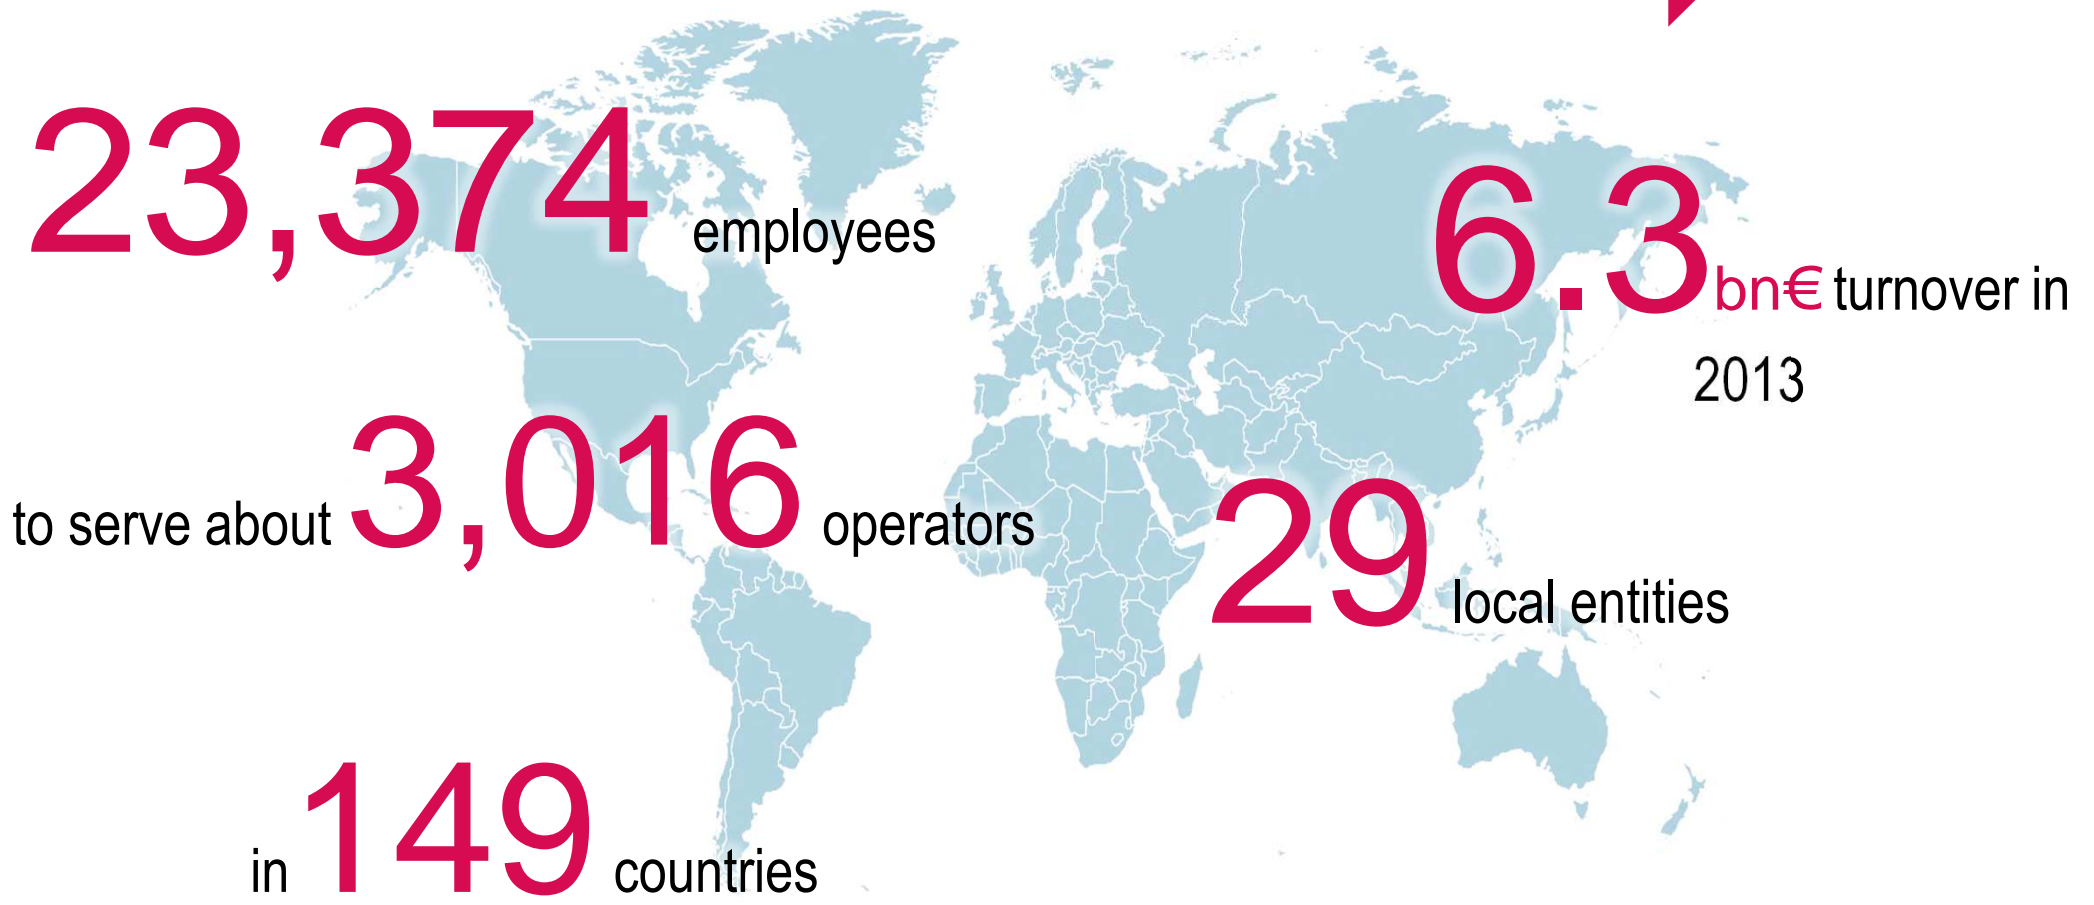 23,374 employees
6.3 bn€ turnover in
2013
to serve about 3,016 operators
29 local entities
in 149 countries